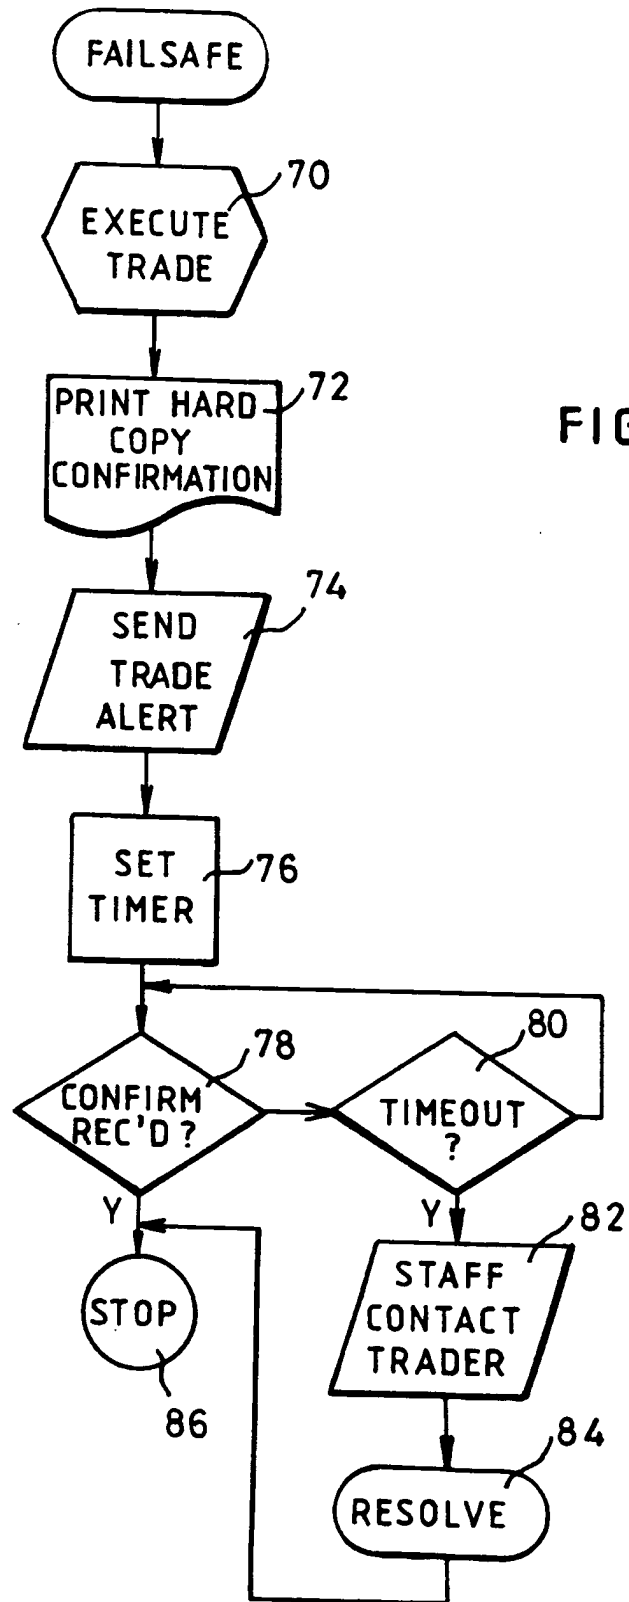 FAILSAFE
70
EXECUTE
TRADE
72
PRINT HARD
COPY
CONFIRMATION
FIG
74
SEND
TRADE
ALERT
SET
TIMER
76
78
CONFIRM
REC'D ?
80
TIMEOUT
?
Y
Y
82
STAFF
CONTACT
TRADER
STOP
86
84
RESOLVE